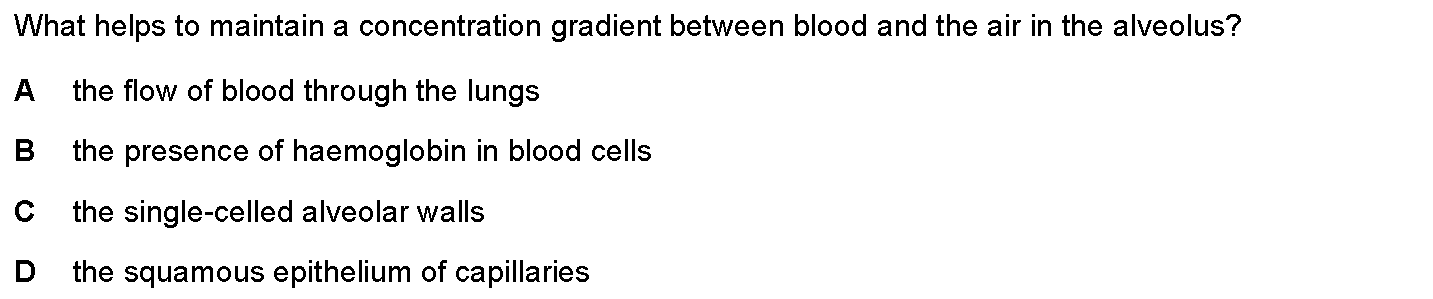 What helps to maintain a concentration gradient between blood and the air in the alveolus?
A the flow of blood through the lungs
B the presence of haemoglobin in blood cells
C the single-celled alveolar walls
D the squamous epithelium of capillaries